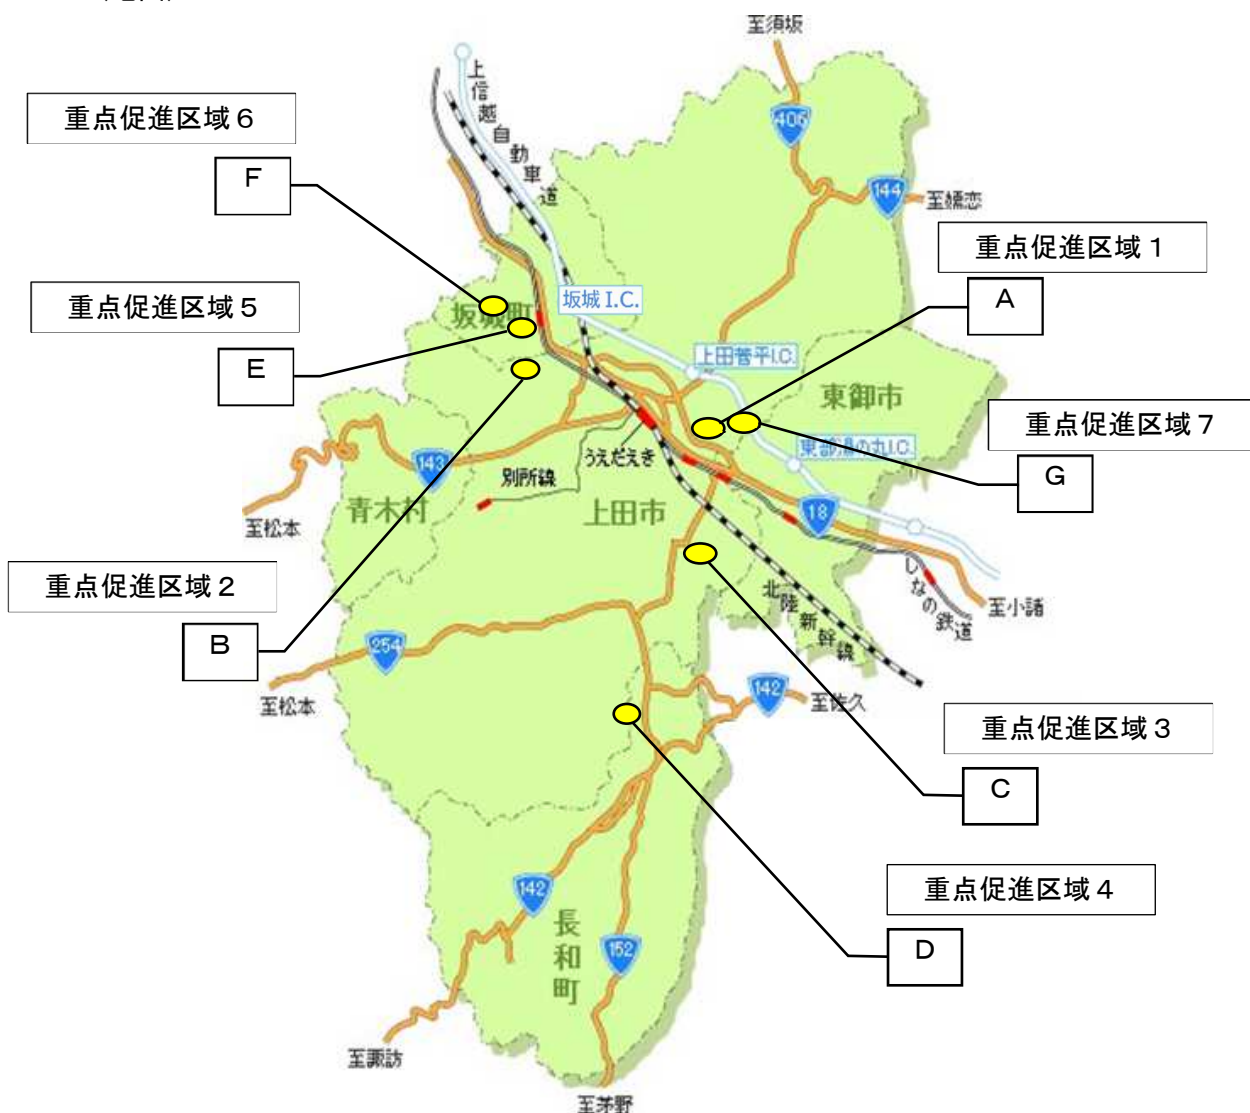 至須坂
上信越自動車道
重点促進区域６
406
F
144
至嬬恋
重点促進区域１
A
重点促進区域５
坂城 I.C.
坂城町
E
上田菅平I.C.
東御市
重点促進区域７
東部湯の丸I.C.
うえだえき
143
別所線
G
青木村
上田市
18
至松本
重点促進区域２
しなの鉄道
北陸新幹線
至小諸
B
254
142
至佐久
至松本
重点促進区域３
C
142
重点促進区域４
長和町
152
D
至諏訪
至茅野